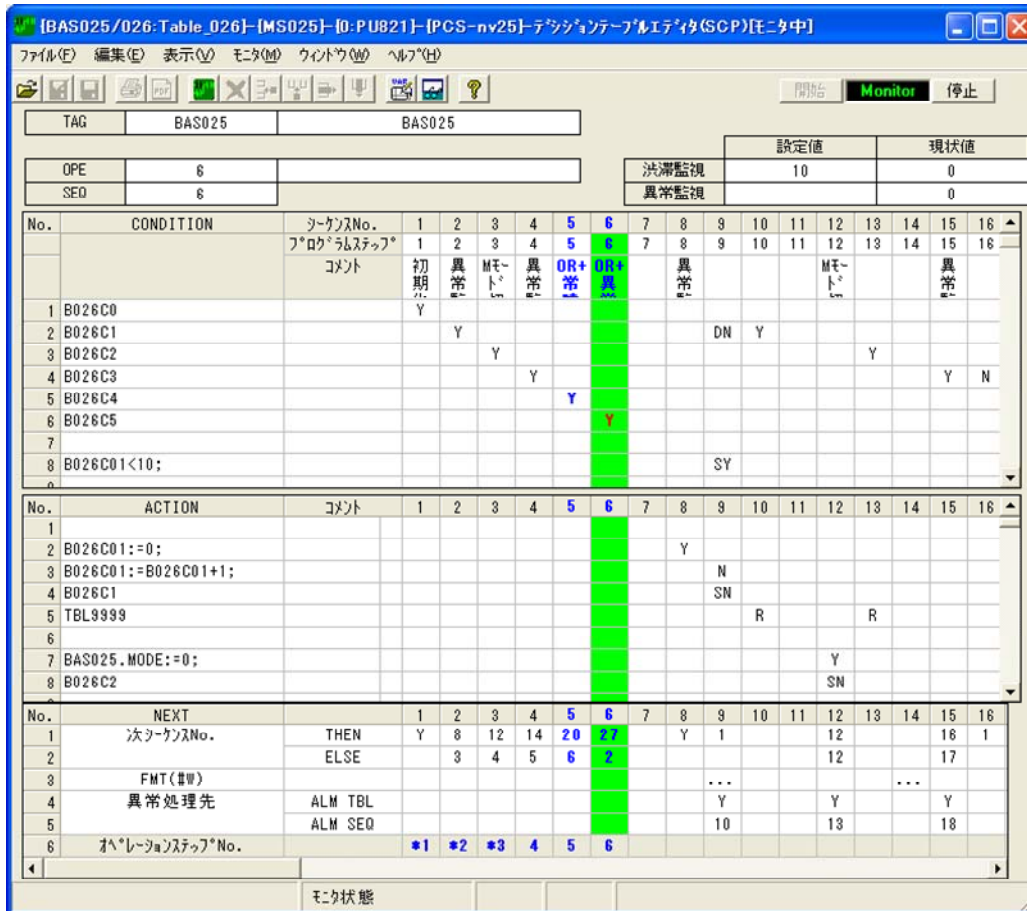 [BAS025/026:Table_026]-[MS025]-[0:PU821]-[PCS-nv25]-デシジョンテーブルエディタ(SCP)[モニタ中]
ファイル(F) 編集(E) 表示(V) モニタ(M) ウィンドウ(W) ヘルプ(H)
開始 Monitor 停止
TAG BAS025 BAS025
設定値 現状値
OPE 6 渋滞監視 10 0
SEQ 6 異常監視 0
No. CONDITION シーケンスNo. 1 2 3 4 5 6 7 8 9 10 11 12 13 14 15 16
プログラムステップ 1 2 3 4 5 6 7 8 9 10 11 12 13 14 15 16
コメント 初期 異常 Mモード 異常 OR+常 OR+異 異常 Mモード 異常
1 B026C0 Y
2 B026C1 Y DN Y
3 B026C2 Y Y
4 B026C3 Y Y N
5 B026C4 Y
6 B026C5 Y
7
8 B026C01<10; SY
No. ACTION コメント 1 2 3 4 5 6 7 8 9 10 11 12 13 14 15 16
1
2 B026C01:=0; Y
3 B026C01:=B026C01+1; N
4 B026C1 SN
5 TBL9999 R R
6
7 BAS025.MODE:=0; Y
8 B026C2 SN
No. NEXT 1 2 3 4 5 6 7 8 9 10 11 12 13 14 15 16
1 次シーケンスNo. THEN Y 8 12 14 20 27 Y 1 12 16 1
2 ELSE 3 4 5 6 2 12 17
3 FMT(#W) ... ...
4 異常処理先 ALM TBL Y Y Y
5 ALM SEQ 10 13 18
6 オペレーションステップNo. *1 *2 *3 4 5 6
モニタ状態